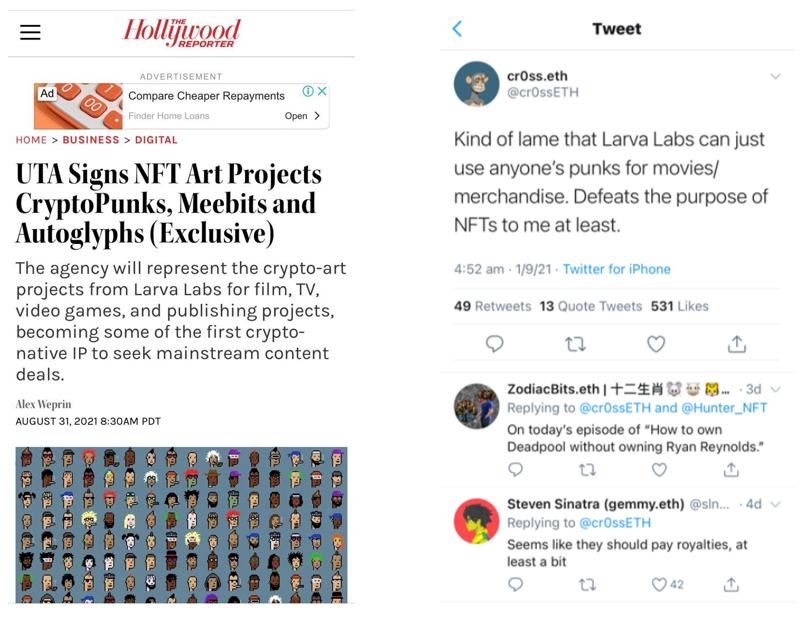 THE
Hollywood
REPORTER
ADVERTISEMENT
Ad
Compare Cheaper Repayments
Finder Home Loans
Open
HOME > BUSINESS > DIGITAL
UTA Signs NFT Art Projects
CryptoPunks, Meebits and
Autoglyphs (Exclusive)
The agency will represent the crypto-art
projects from Larva Labs for film, TV,
video games, and publishing projects,
becoming some of the first crypto-
native IP to seek mainstream content
deals.
Alex Weprin
AUGUST 31, 2021 8:30AM PDT
Tweet
cr0ss.eth
@cr0ssETH
Kind of lame that Larva Labs can just
use anyone's punks for movies/
merchandise. Defeats the purpose of
NFTs to me at least.
4:52 am · 1/9/21 · Twitter for iPhone
49 Retweets 13 Quote Tweets 531 Likes
ZodiacBits.eth | 十二生肖🐭🐮🐯... · 3d
Replying to @cr0ssETH and @Hunter_NFT
On today's episode of "How to own
Deadpool without owning Ryan Reynolds."
Steven Sinatra (gemmy.eth) @sln... · 4d
Replying to @cr0ssETH
Seems like they should pay royalties, at
least a bit
42